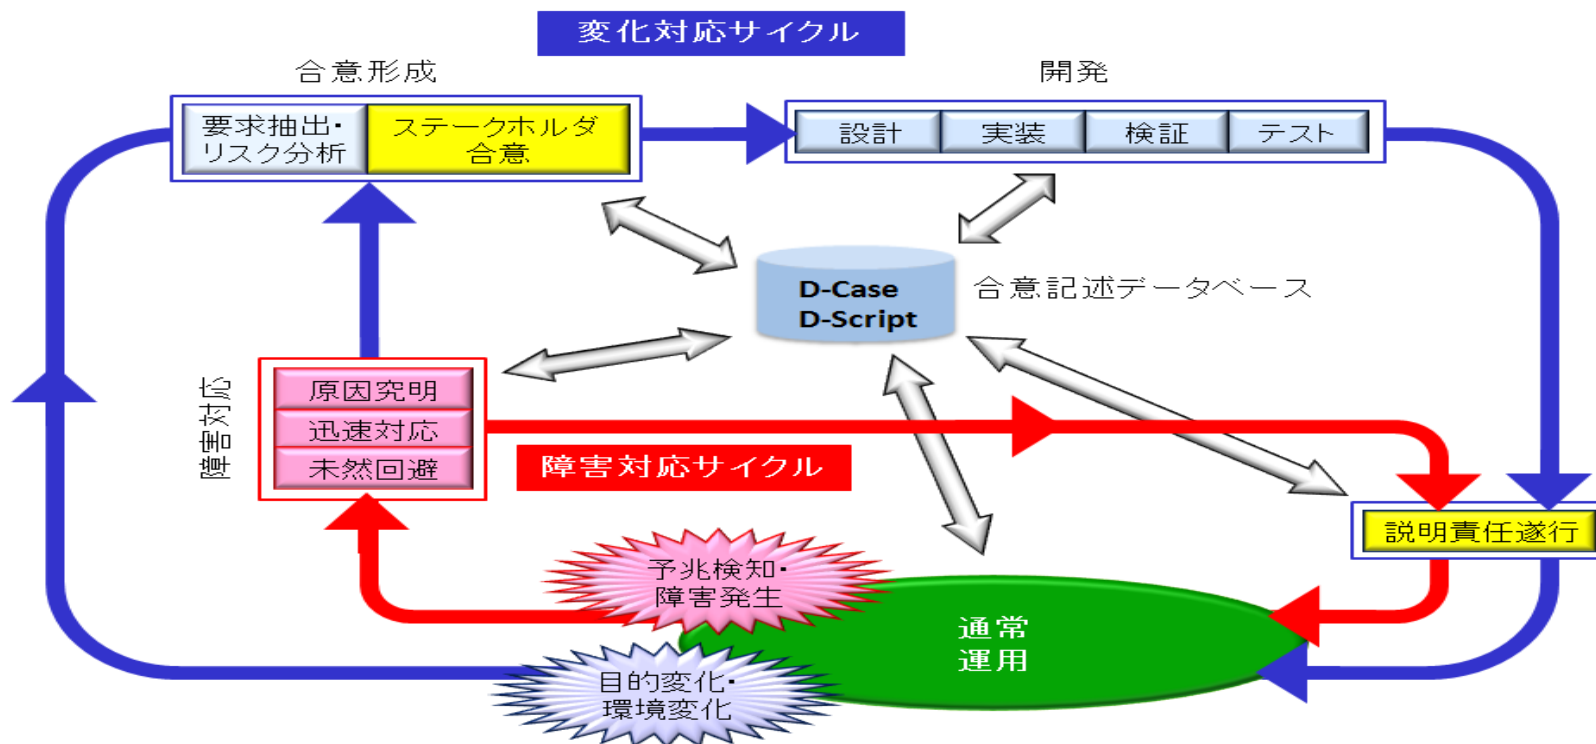 変化対応サイクル
合意形成
開発
要求抽出・
リスク分析
ステークホルダ
合意
設計
実装
検証
テスト
D-Case
D-Script
合意記述データベース
障害対応
原因究明
迅速対応
未然回避
障害対応サイクル
説明責任遂行
予兆検知・
障害発生
通常
運用
目的変化・
環境変化